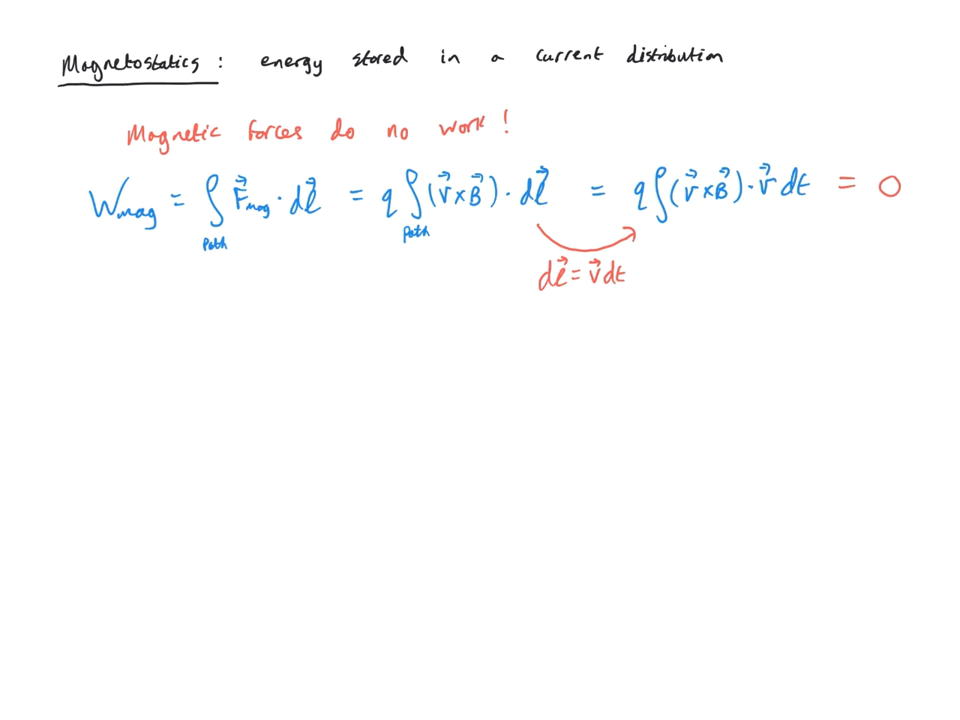 Magnetostatics : energy stored in a current distribution
Magnetic forces do no work!
W_mag = ∫_Path F⃗_mag · dl⃗ = q ∫_Path (v⃗ × B⃗) · dl⃗ = q ∫ (v⃗ × B⃗) · v⃗ dt = 0
dl⃗ = v⃗ dt